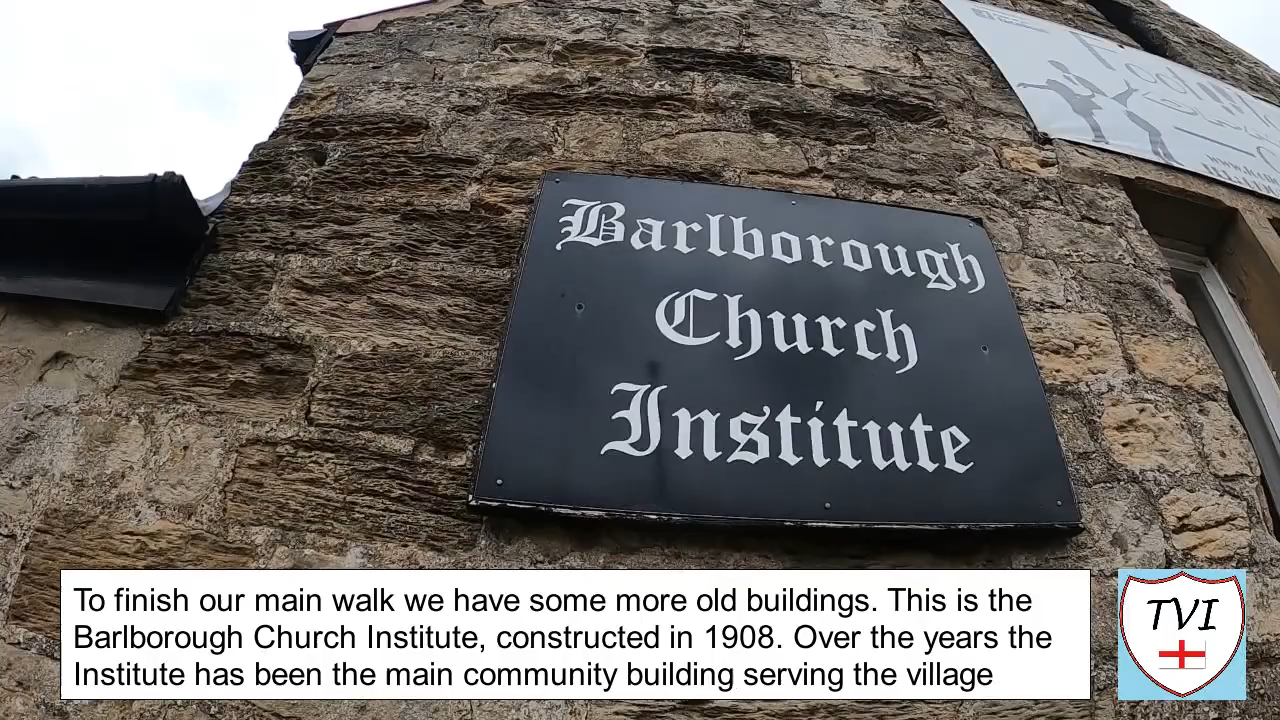 Barlborough
Church
Institute
To finish our main walk we have some more old buildings. This is the
Barlborough Church Institute, constructed in 1908. Over the years the
Institute has been the main community building serving the village
TVI